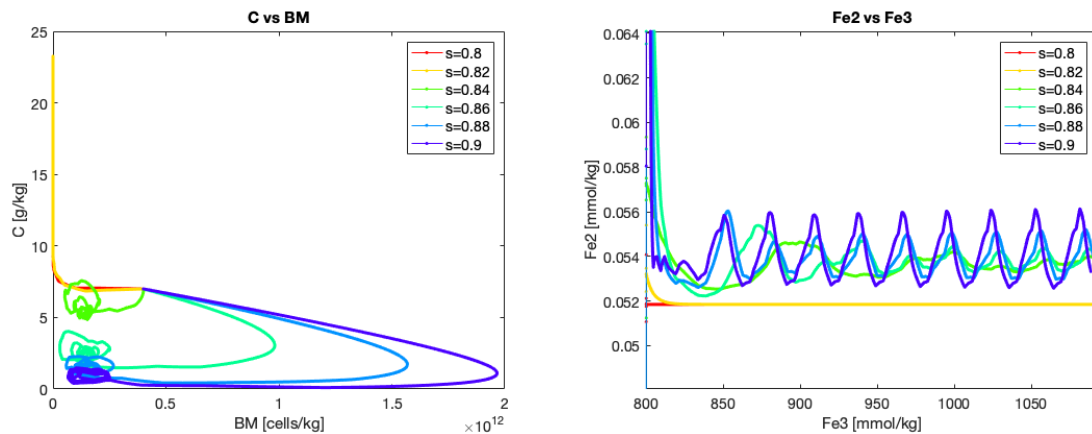 C vs BM
25
20
15
10
5
0
C [g/kg]
0
0.5
1
1.5
2
BM [cells/kg]
×10^12
s=0.8
s=0.82
s=0.84
s=0.86
s=0.88
s=0.9
Fe2 vs Fe3
0.064
0.062
0.06
0.058
0.056
0.054
0.052
0.05
Fe2 [mmol/kg]
800
850
900
950
1000
1050
Fe3 [mmol/kg]
s=0.8
s=0.82
s=0.84
s=0.86
s=0.88
s=0.9